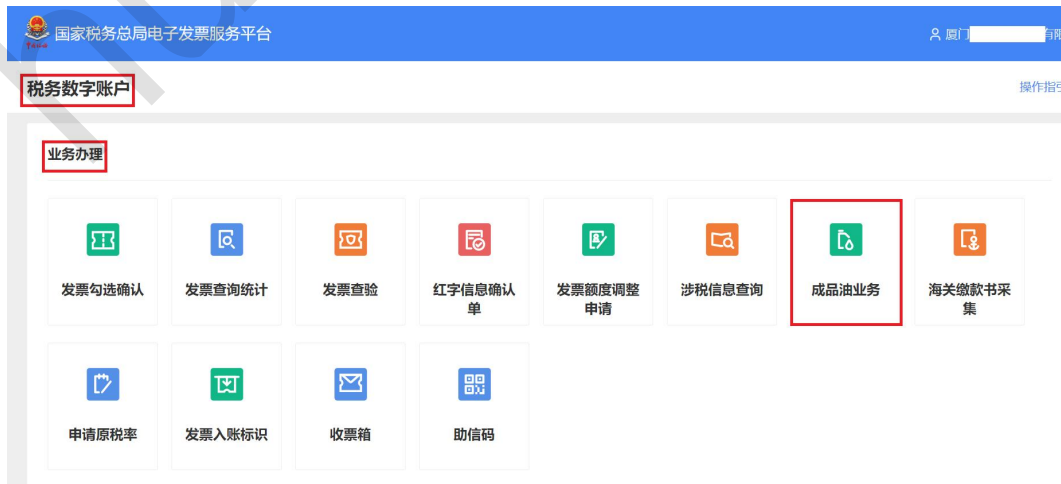 国家税务总局电子发票服务平台
厦门
有限
税务数字账户
操作指引
业务办理
发票勾选确认
发票查询统计
发票查验
红字信息确认
单
发票额度调整
申请
涉税信息查询
成品油业务
海关缴款书采
集
申请原税率
发票入账标识
收票箱
助信码